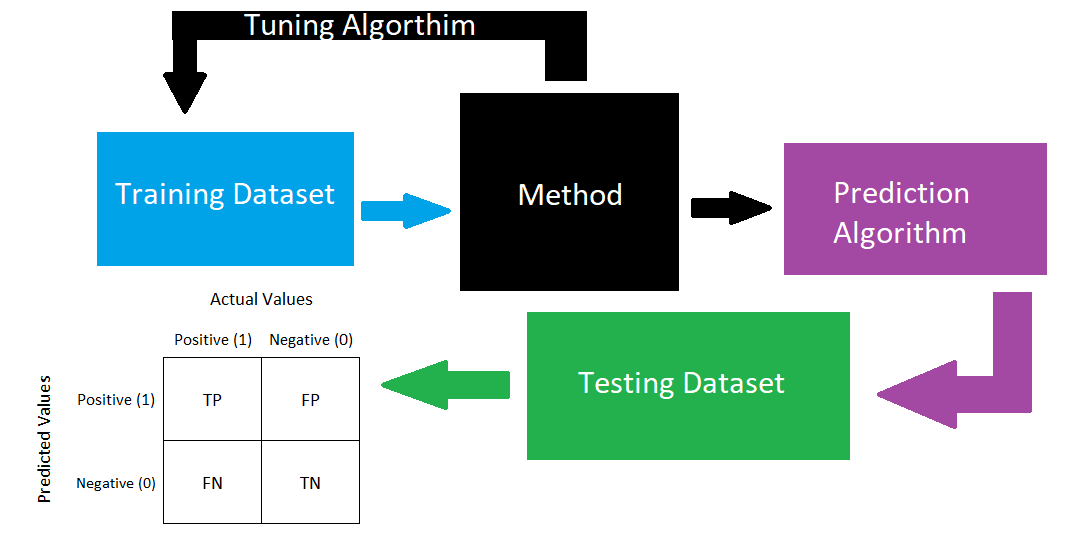 Tuning Algorthim
Training Dataset
Method
Prediction
Algorithm
Actual Values
Positive (1) Negative (0)
Predicted Values
Positive (1) TP FP
Negative (0) FN TN
Testing Dataset